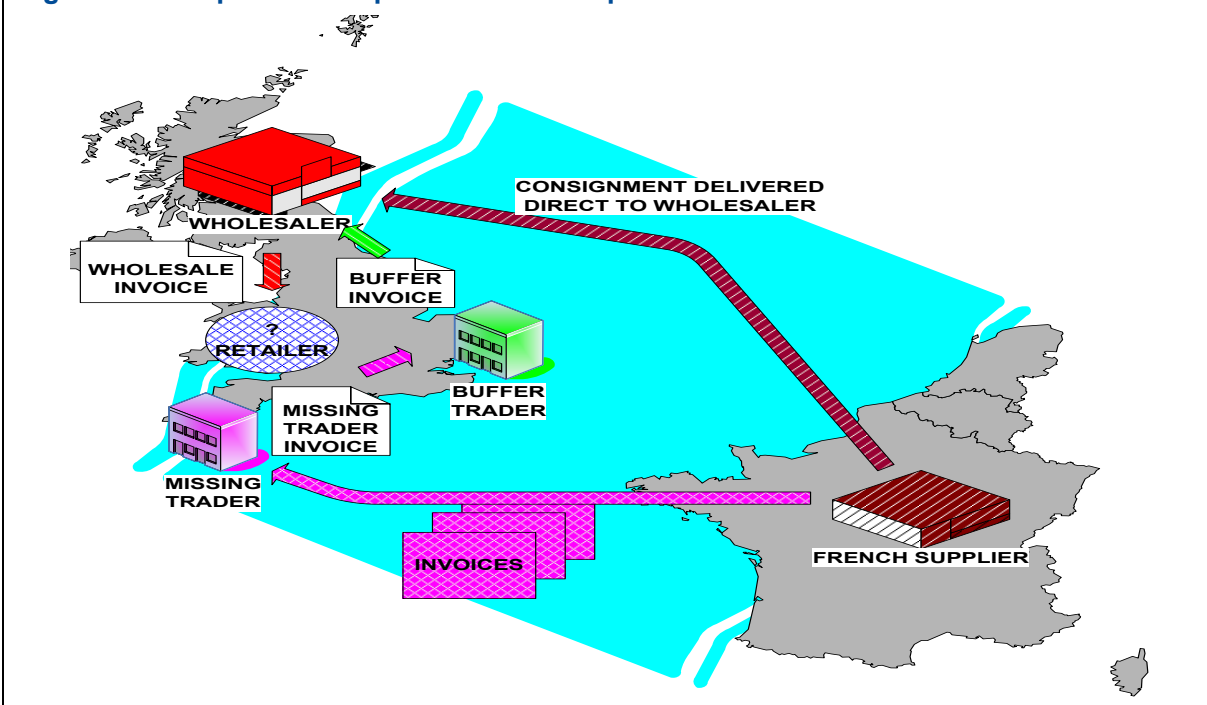 CONSIGNMENT DELIVERED
DIRECT TO WHOLESALER
WHOLESALER
WHOLESALE
INVOICE
BUFFER
INVOICE
?
RETAILER
BUFFER
TRADER
MISSING
TRADER
INVOICE
MISSING
TRADER
INVOICES
FRENCH SUPPLIER